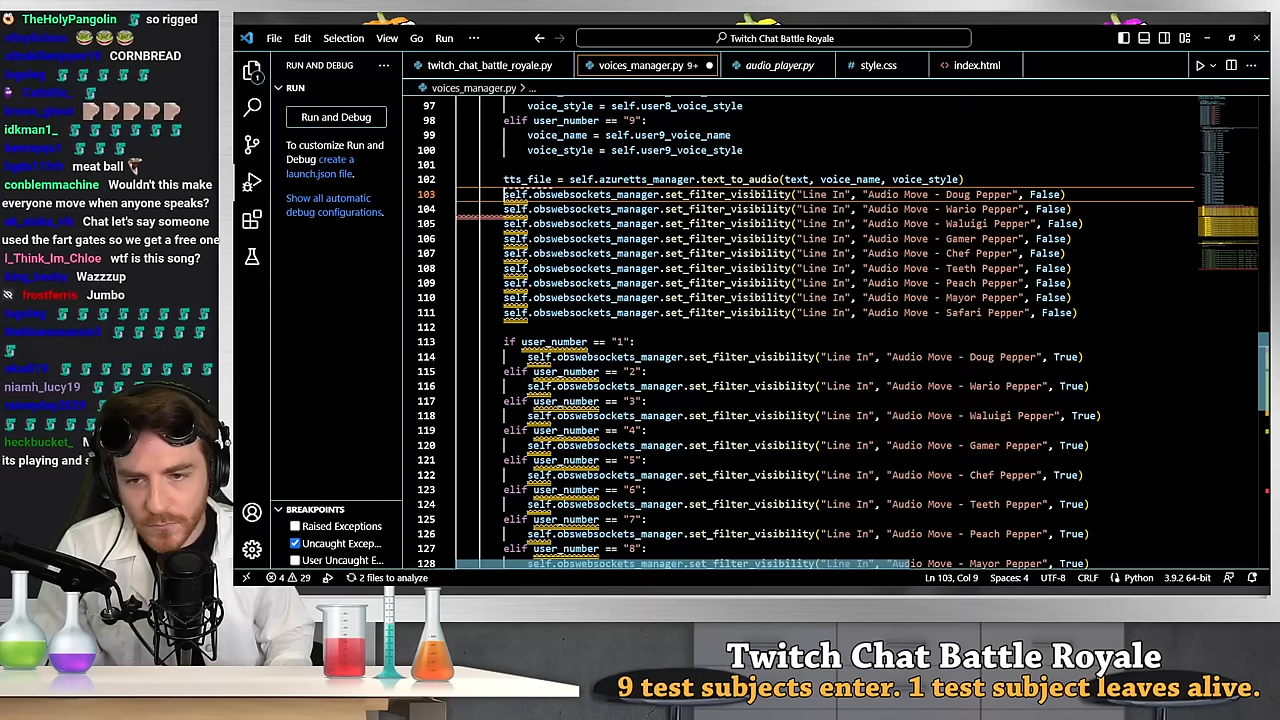 TheHolyPangolin so rigged
CORNBREAD
idkman1_
meat ball
conblemmachine Wouldn't this make
everyone move when anyone speaks?
Chat let's say someone
used the fart gates so we get a free one
I_Think_Im_Chloe wtf is this song?
Wazzzup
frostferris Jumbo
niamh_lucy19
heckbucket_
its playing and s
File Edit Selection View Go Run ··· Twitch Chat Battle Royale
RUN AND DEBUG ···
RUN
Run and Debug
To customize Run and
Debug create a
launch.json file.
Show all automatic
debug configurations.
BREAKPOINTS
Raised Exceptions
Uncaught Excep...
User Uncaught E...
twitch_chat_battle_royale.py voices_manager.py 9+ audio_player.py style.css index.html
voices_manager.py > ...
97 voice_style = self.user8_voice_style
98 elif user_number == "9":
99 voice_name = self.user9_voice_name
100 voice_style = self.user9_voice_style
101
102 tts_file = self.azuretts_manager.text_to_audio(text, voice_name, voice_style)
103 self.obswebsockets_manager.set_filter_visibility("Line In", "Audio Move - Doug Pepper", False)
104 self.obswebsockets_manager.set_filter_visibility("Line In", "Audio Move - Wario Pepper", False)
105 self.obswebsockets_manager.set_filter_visibility("Line In", "Audio Move - Waluigi Pepper", False)
106 self.obswebsockets_manager.set_filter_visibility("Line In", "Audio Move - Gamer Pepper", False)
107 self.obswebsockets_manager.set_filter_visibility("Line In", "Audio Move - Chef Pepper", False)
108 self.obswebsockets_manager.set_filter_visibility("Line In", "Audio Move - Teeth Pepper", False)
109 self.obswebsockets_manager.set_filter_visibility("Line In", "Audio Move - Peach Pepper", False)
110 self.obswebsockets_manager.set_filter_visibility("Line In", "Audio Move - Mayor Pepper", False)
111 self.obswebsockets_manager.set_filter_visibility("Line In", "Audio Move - Safari Pepper", False)
112
113 if user_number == "1":
114 self.obswebsockets_manager.set_filter_visibility("Line In", "Audio Move - Doug Pepper", True)
115 elif user_number == "2":
116 self.obswebsockets_manager.set_filter_visibility("Line In", "Audio Move - Wario Pepper", True)
117 elif user_number == "3":
118 self.obswebsockets_manager.set_filter_visibility("Line In", "Audio Move - Waluigi Pepper", True)
119 elif user_number == "4":
120 self.obswebsockets_manager.set_filter_visibility("Line In", "Audio Move - Gamer Pepper", True)
121 elif user_number == "5":
122 self.obswebsockets_manager.set_filter_visibility("Line In", "Audio Move - Chef Pepper", True)
123 elif user_number == "6":
124 self.obswebsockets_manager.set_filter_visibility("Line In", "Audio Move - Teeth Pepper", True)
125 elif user_number == "7":
126 self.obswebsockets_manager.set_filter_visibility("Line In", "Audio Move - Peach Pepper", True)
127 elif user_number == "8":
128 self.obswebsockets_manager.set_filter_visibility("Line In", "Audio Move - Mayor Pepper", True)
4 29 2 files to analyze Ln 103, Col 9 Spaces: 4 UTF-8 CRLF Python 3.9.2 64-bit
Twitch Chat Battle Royale
9 test subjects enter. 1 test subject leaves alive.